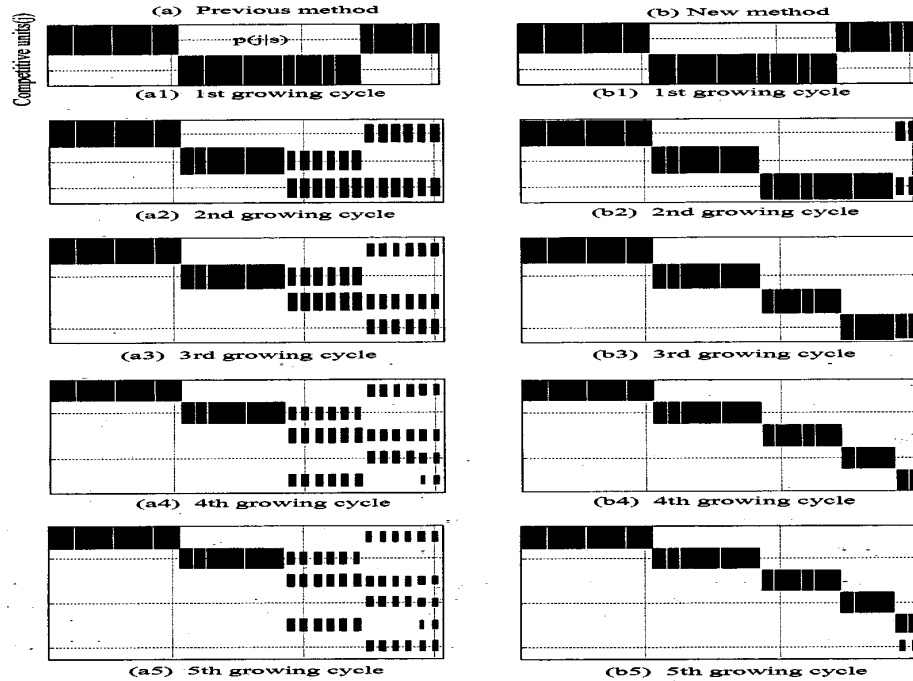 (a) Previous method
(b) New method
Competitive units(j)
p(j|s)
(a1) 1st growing cycle
(b1) 1st growing cycle
(a2) 2nd growing cycle
(b2) 2nd growing cycle
(a3) 3rd growing cycle
(b3) 3rd growing cycle
(a4) 4th growing cycle
(b4) 4th growing cycle
(a5) 5th growing cycle
(b5) 5th growing cycle